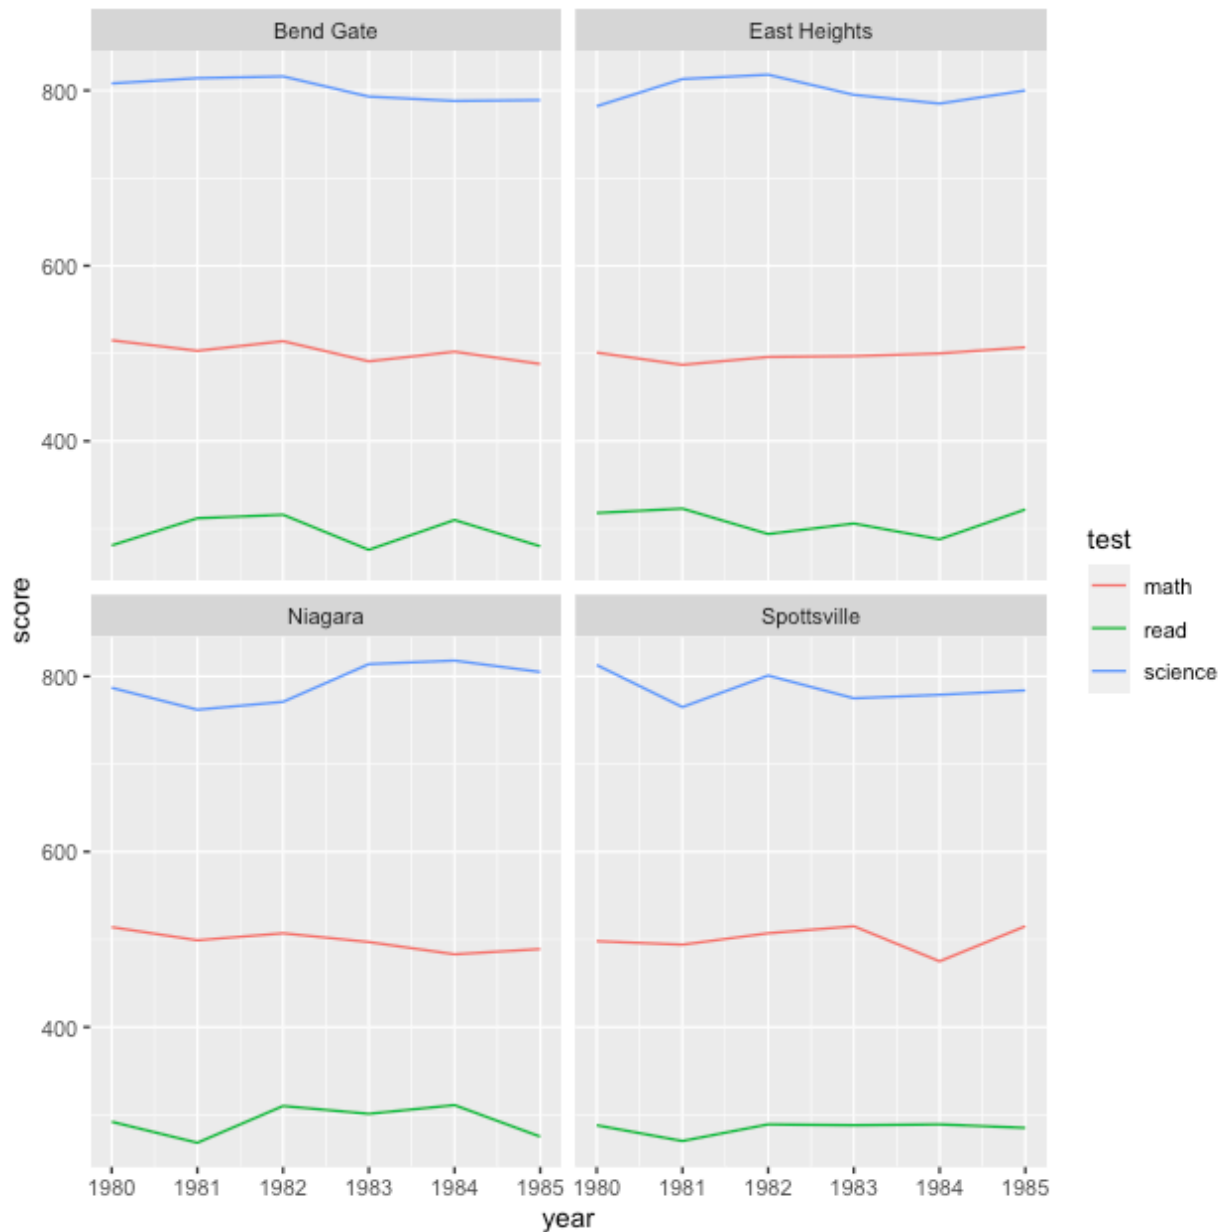 Bend Gate
East Heights
800
600
400
Niagara
Spottsville
800
600
400
1980 1981 1982 1983 1984 1985
1980 1981 1982 1983 1984 1985
year
score
test
math
read
science